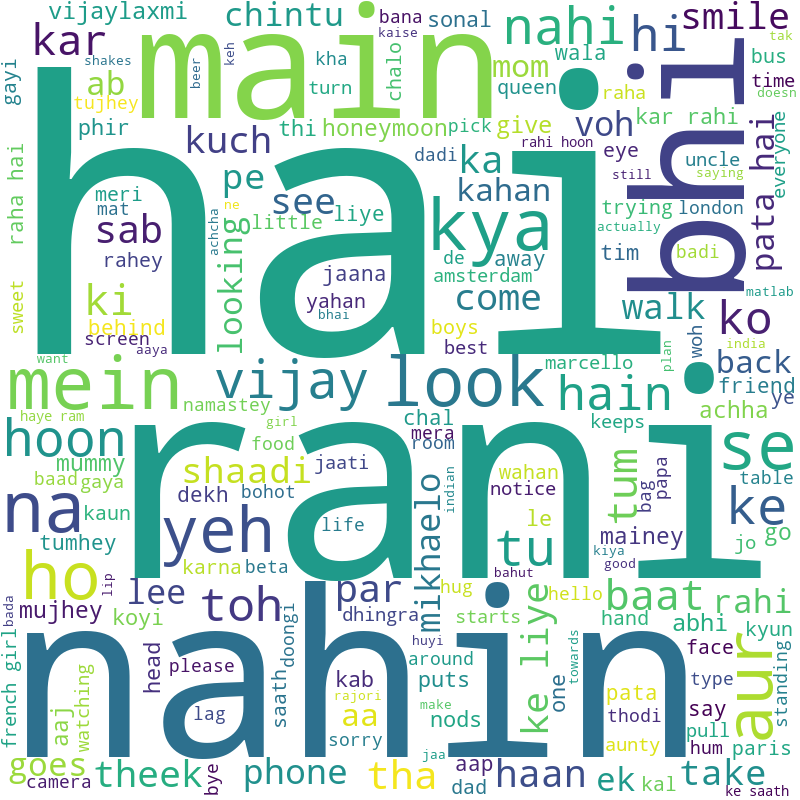 vijaylaxmi
chintu
bana
sonal
nahi
hi
smile
kar
main
kaise
tak
shakes
beer
keh
kha
chalo
mom
wala
bus
gayi
ab
tujhey
turn
queen
raha
time
doesn
phir
thi
honeymoon
pick
give
voh
kar rahi
kuch
dadi
rahi hoon
eye
uncle
everyone
hai
bhi
pata hai
raha hai
meri
mat
pe
see
ka
kahan
still
saying
sab
looking
little
liye
kya
trying
london
actually
achcha
ne
rahey
jaana
de
away
tim
badi
sweet
ki
yahan
amsterdam
behind
bhai
come
walk
matlab
screen
boys
ko
aaya
best
woh
plan
india
want
mein
vijay
look
marcello
hain
back
friend
ye
namastey
haye ram
girl
chal
keeps
achha
hoon
food
mera
room
mummy
shaadi
jaati
rani
se
baad
gaya
dekh
bohot
indian
wahan
notice
tum
bag
papa
table
na
kaun
yeh
life
mikhaelo
le
ke
go
jo
tumhey
tu
mainey
kiya
karna
beta
bahut
good
ho
lip
lee
toh
par
hug
hello
baat
rahi
mujhey
koyi
dhingra
starts
ke liye
hand
abhi
kyun
bada
doongi
huyi
nahin
aur
french girl
head
please
around
towards
face
standing
aaj
watching
saath
kab
puts
one
pata
type
lag
aa
rajori
nods
make
thodi
say
goes
sorry
jaa
aunty
pull
hum
paris
camera
theek
bye
phone
tha
dad
aap
haan
ek
kal
take
ke saath